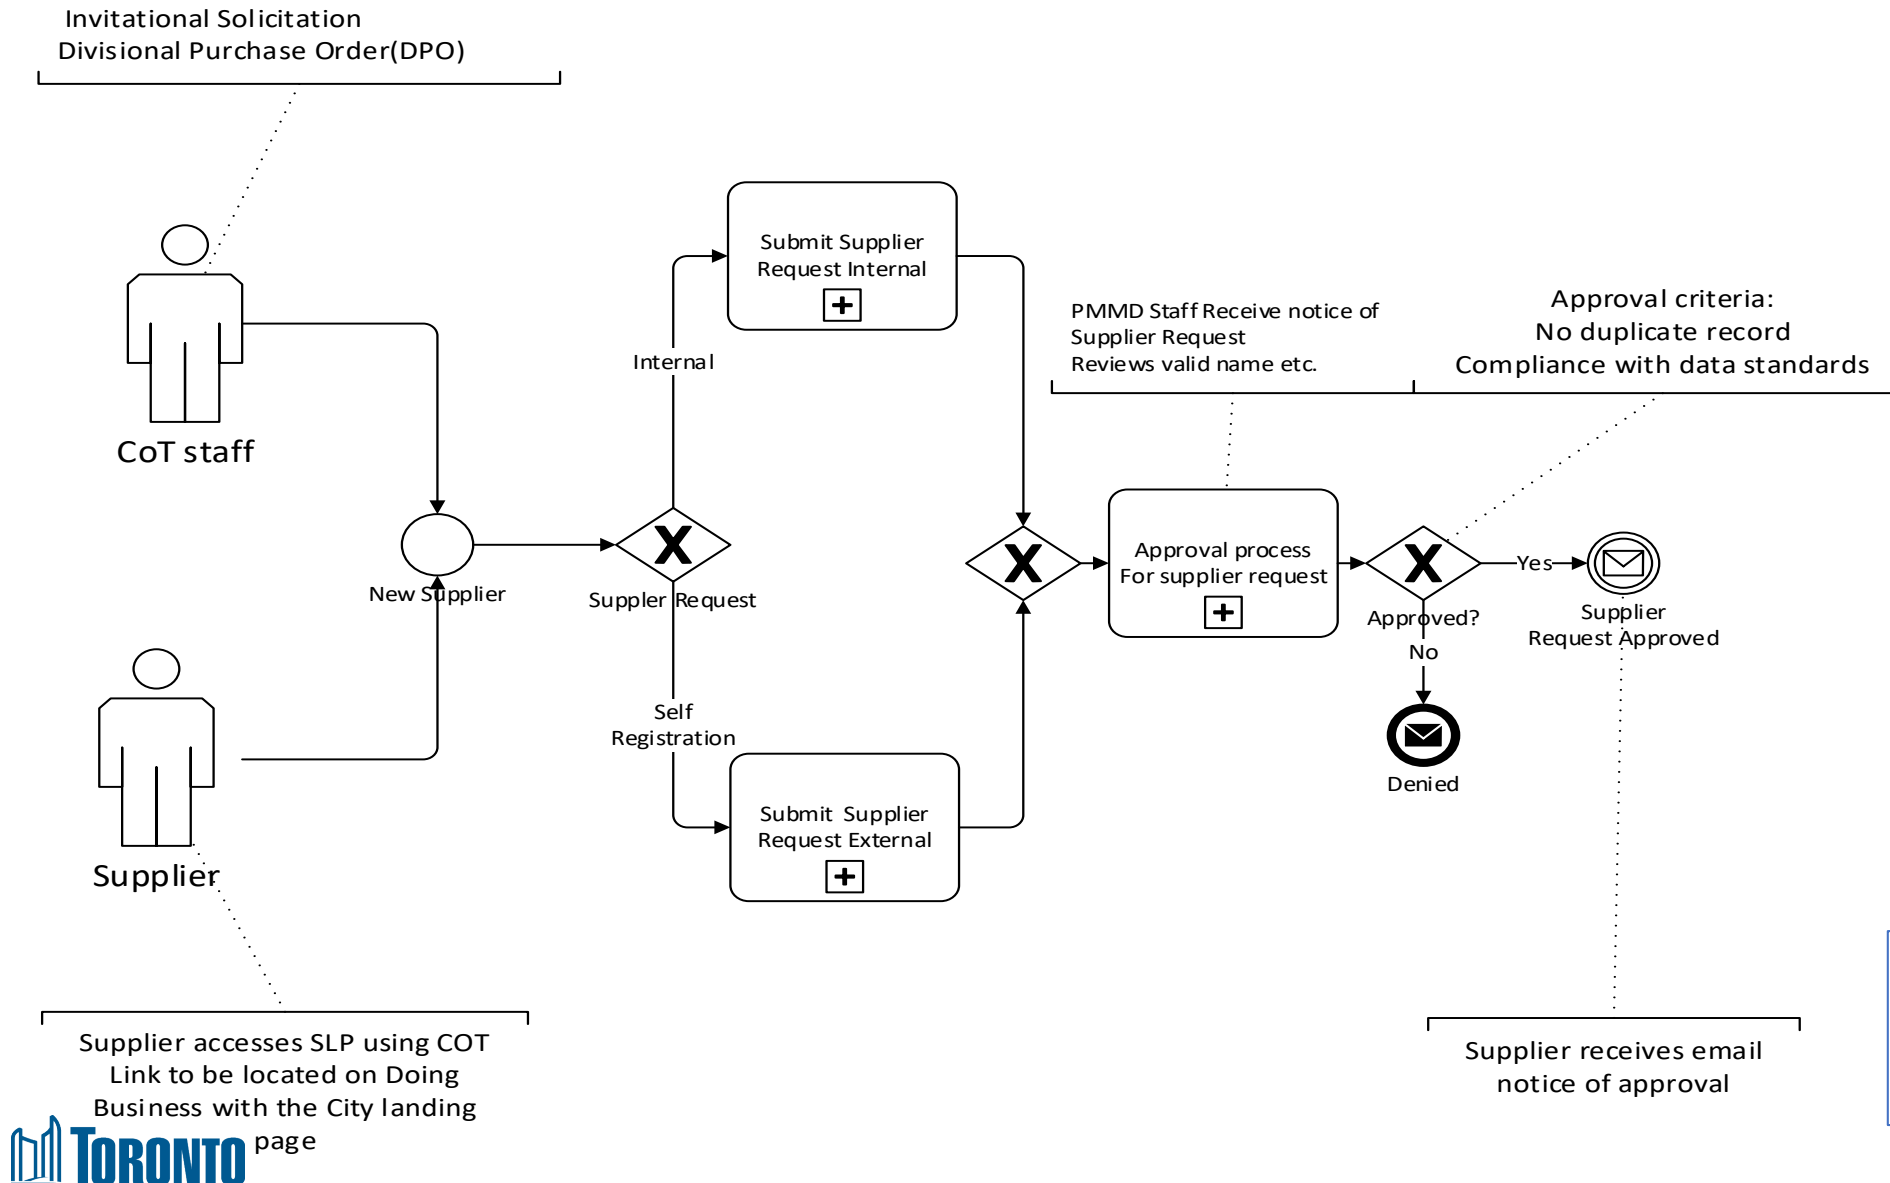 Invitational Solicitation
Divisional Purchase Order(DPO)
CoT staff
New Supplier
Supplier
Supplier accesses SLP using COT
Link to be located on Doing
Business with the City landing
page
TORONTO
Suppler Request
Internal
Self
Registration
Submit Supplier
Request Internal
Submit Supplier
Request External
PMMD Staff Receive notice of
Supplier Request
Reviews valid name etc.
Approval process
For supplier request
Approval criteria:
No duplicate record
Compliance with data standards
Approved?
Yes
No
Denied
Supplier
Request Approved
Supplier receives email
notice of approval